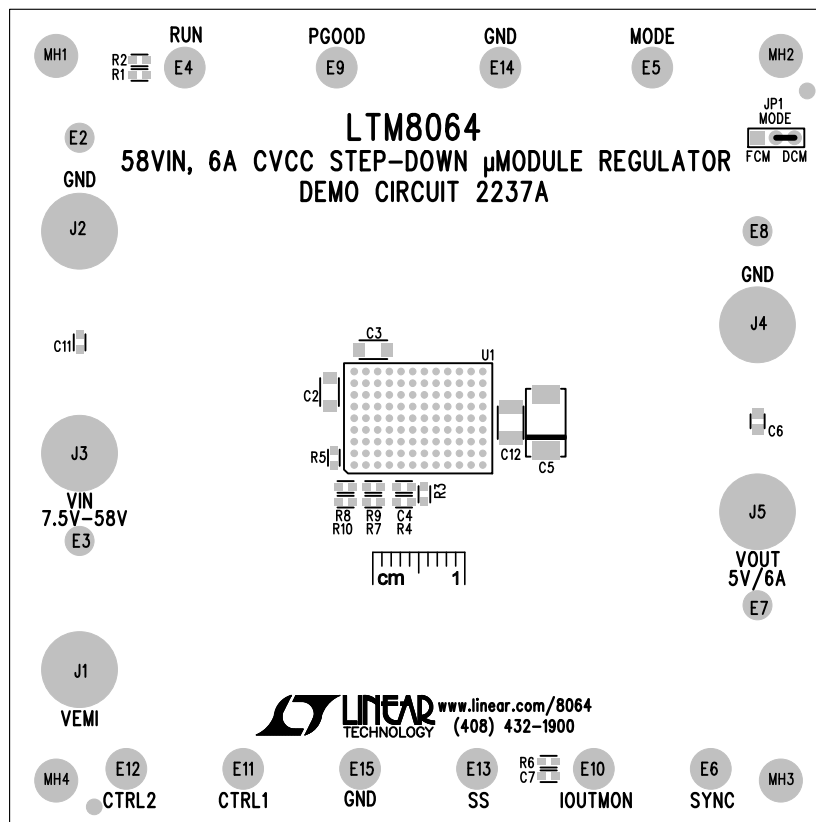 RUN PGOOD GND MODE
MH1 R2 E4 E9 E14 E5 MH2
R1
JP1
MODE
FCM DCM
E2
LTM8064
58VIN, 6A CVCC STEP-DOWN µMODULE REGULATOR
DEMO CIRCUIT 2237A
GND
J2
E8
GND
J4
C11
C3
U1
C2
C6
J3
R5
C12 C5
VIN
7.5V-58V
E3
R3
R8 R9 C4
R10 R7 R4
J5
VOUT
5V/6A
E7
cm 1
J1
VEMI
LINEAR
TECHNOLOGY
www.linear.com/8064
(408) 432-1900
MH4 E12 E11 E15 E13 R6 E10 E6 MH3
C7
CTRL2 CTRL1 GND SS IOUTMON SYNC